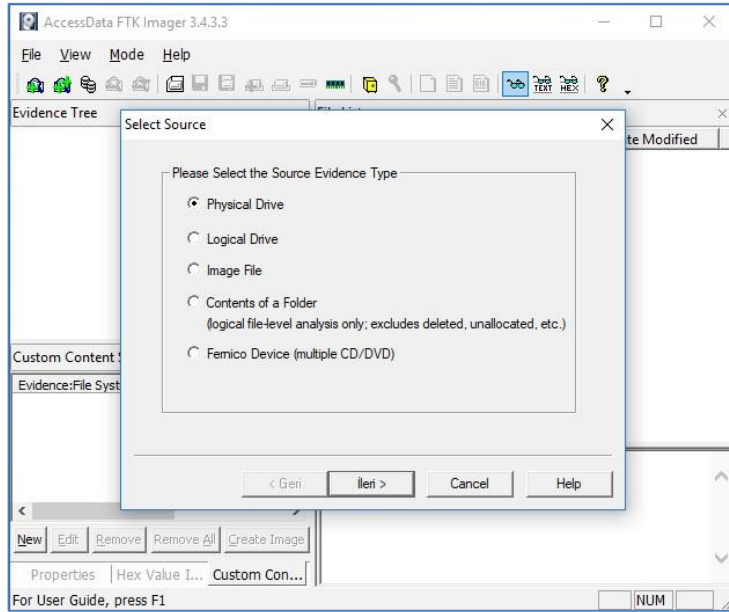 AccessData FTK Imager 3.4.3.3
File View Mode Help
TEXT HEX
Evidence Tree
te Modified
Select Source
Please Select the Source Evidence Type
Physical Drive
Logical Drive
Image File
Contents of a Folder
(logical file-level analysis only; excludes deleted, unallocated, etc.)
Fernico Device (multiple CD/DVD)
Custom Content
Evidence:File Syst
< Geri İleri > Cancel Help
New Edit Remove Remove All Create Image
Properties Hex Value I... Custom Con...
For User Guide, press F1 NUM